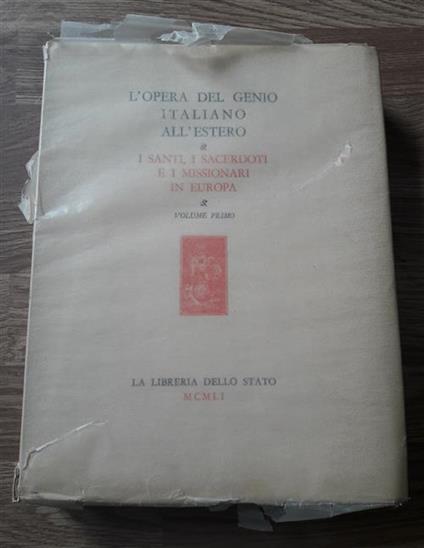 L'OPERA DEL GENIO
ITALIANO
ALL'ESTERO
&
I SANTI, I SACERDOTI
E I MISSIONARI
IN EUROPA
&
VOLUME PRIMO
LA LIBRERIA DELLO STATO
MCMLI